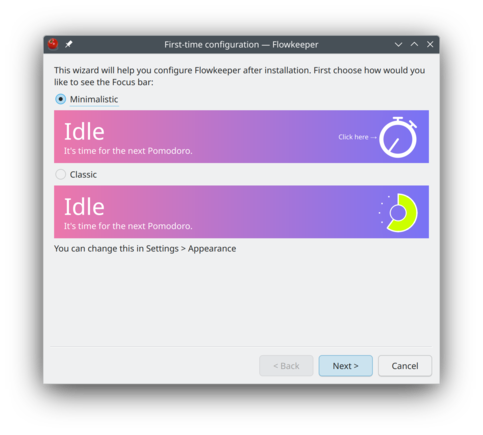 First-time configuration — Flowkeeper
This wizard will help you configure Flowkeeper after installation. First choose how would you
like to see the Focus bar:
Minimalistic
Idle
It's time for the next Pomodoro.
Click here →
Classic
Idle
It's time for the next Pomodoro.
You can change this in Settings > Appearance
< Back
Next >
Cancel